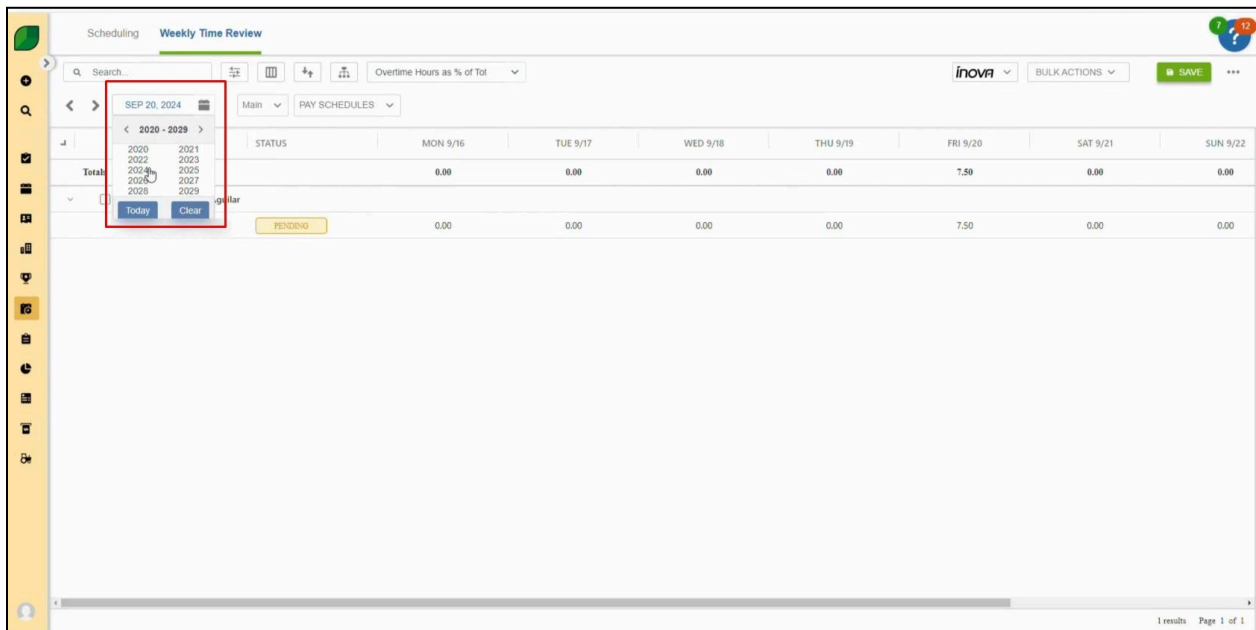 Scheduling Weekly Time Review
7 12
?
Search... Overtime Hours as % of Tot inova BULK ACTIONS SAVE
SEP 20, 2024 Main PAY SCHEDULES
2020 - 2029
STATUS MON 9/16 TUE 9/17 WED 9/18 THU 9/19 FRI 9/20 SAT 9/21 SUN 9/22
2020 2021
2022 2023
Totals 2024 2025 0.00 0.00 0.00 0.00 7.50 0.00 0.00
2026 2027
2028 2029
Today Clear
PENDING 0.00 0.00 0.00 0.00 7.50 0.00 0.00
1 results Page 1 of 1